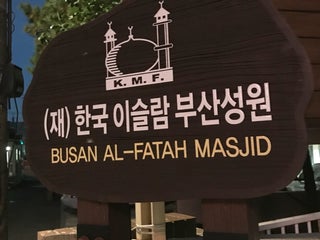 K. M. F.
(재) 한국 이슬람 부산성원
BUSAN AL-FATAH MASJID